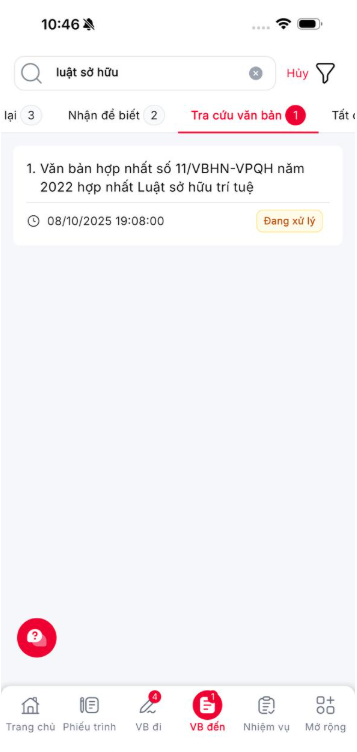 10:46
luật sở hữu
Hủy
lại 3
Nhận để biết 2
Tra cứu văn bản 1
Tất
1. Văn bản hợp nhất số 11/VBHN-VPQH năm
2022 hợp nhất Luật sở hữu trí tuệ
08/10/2025 19:08:00
Đang xử lý
4
1
Trang chủ
Phiếu trình
VB đi
VB đến
Nhiệm vụ
Mở rộng